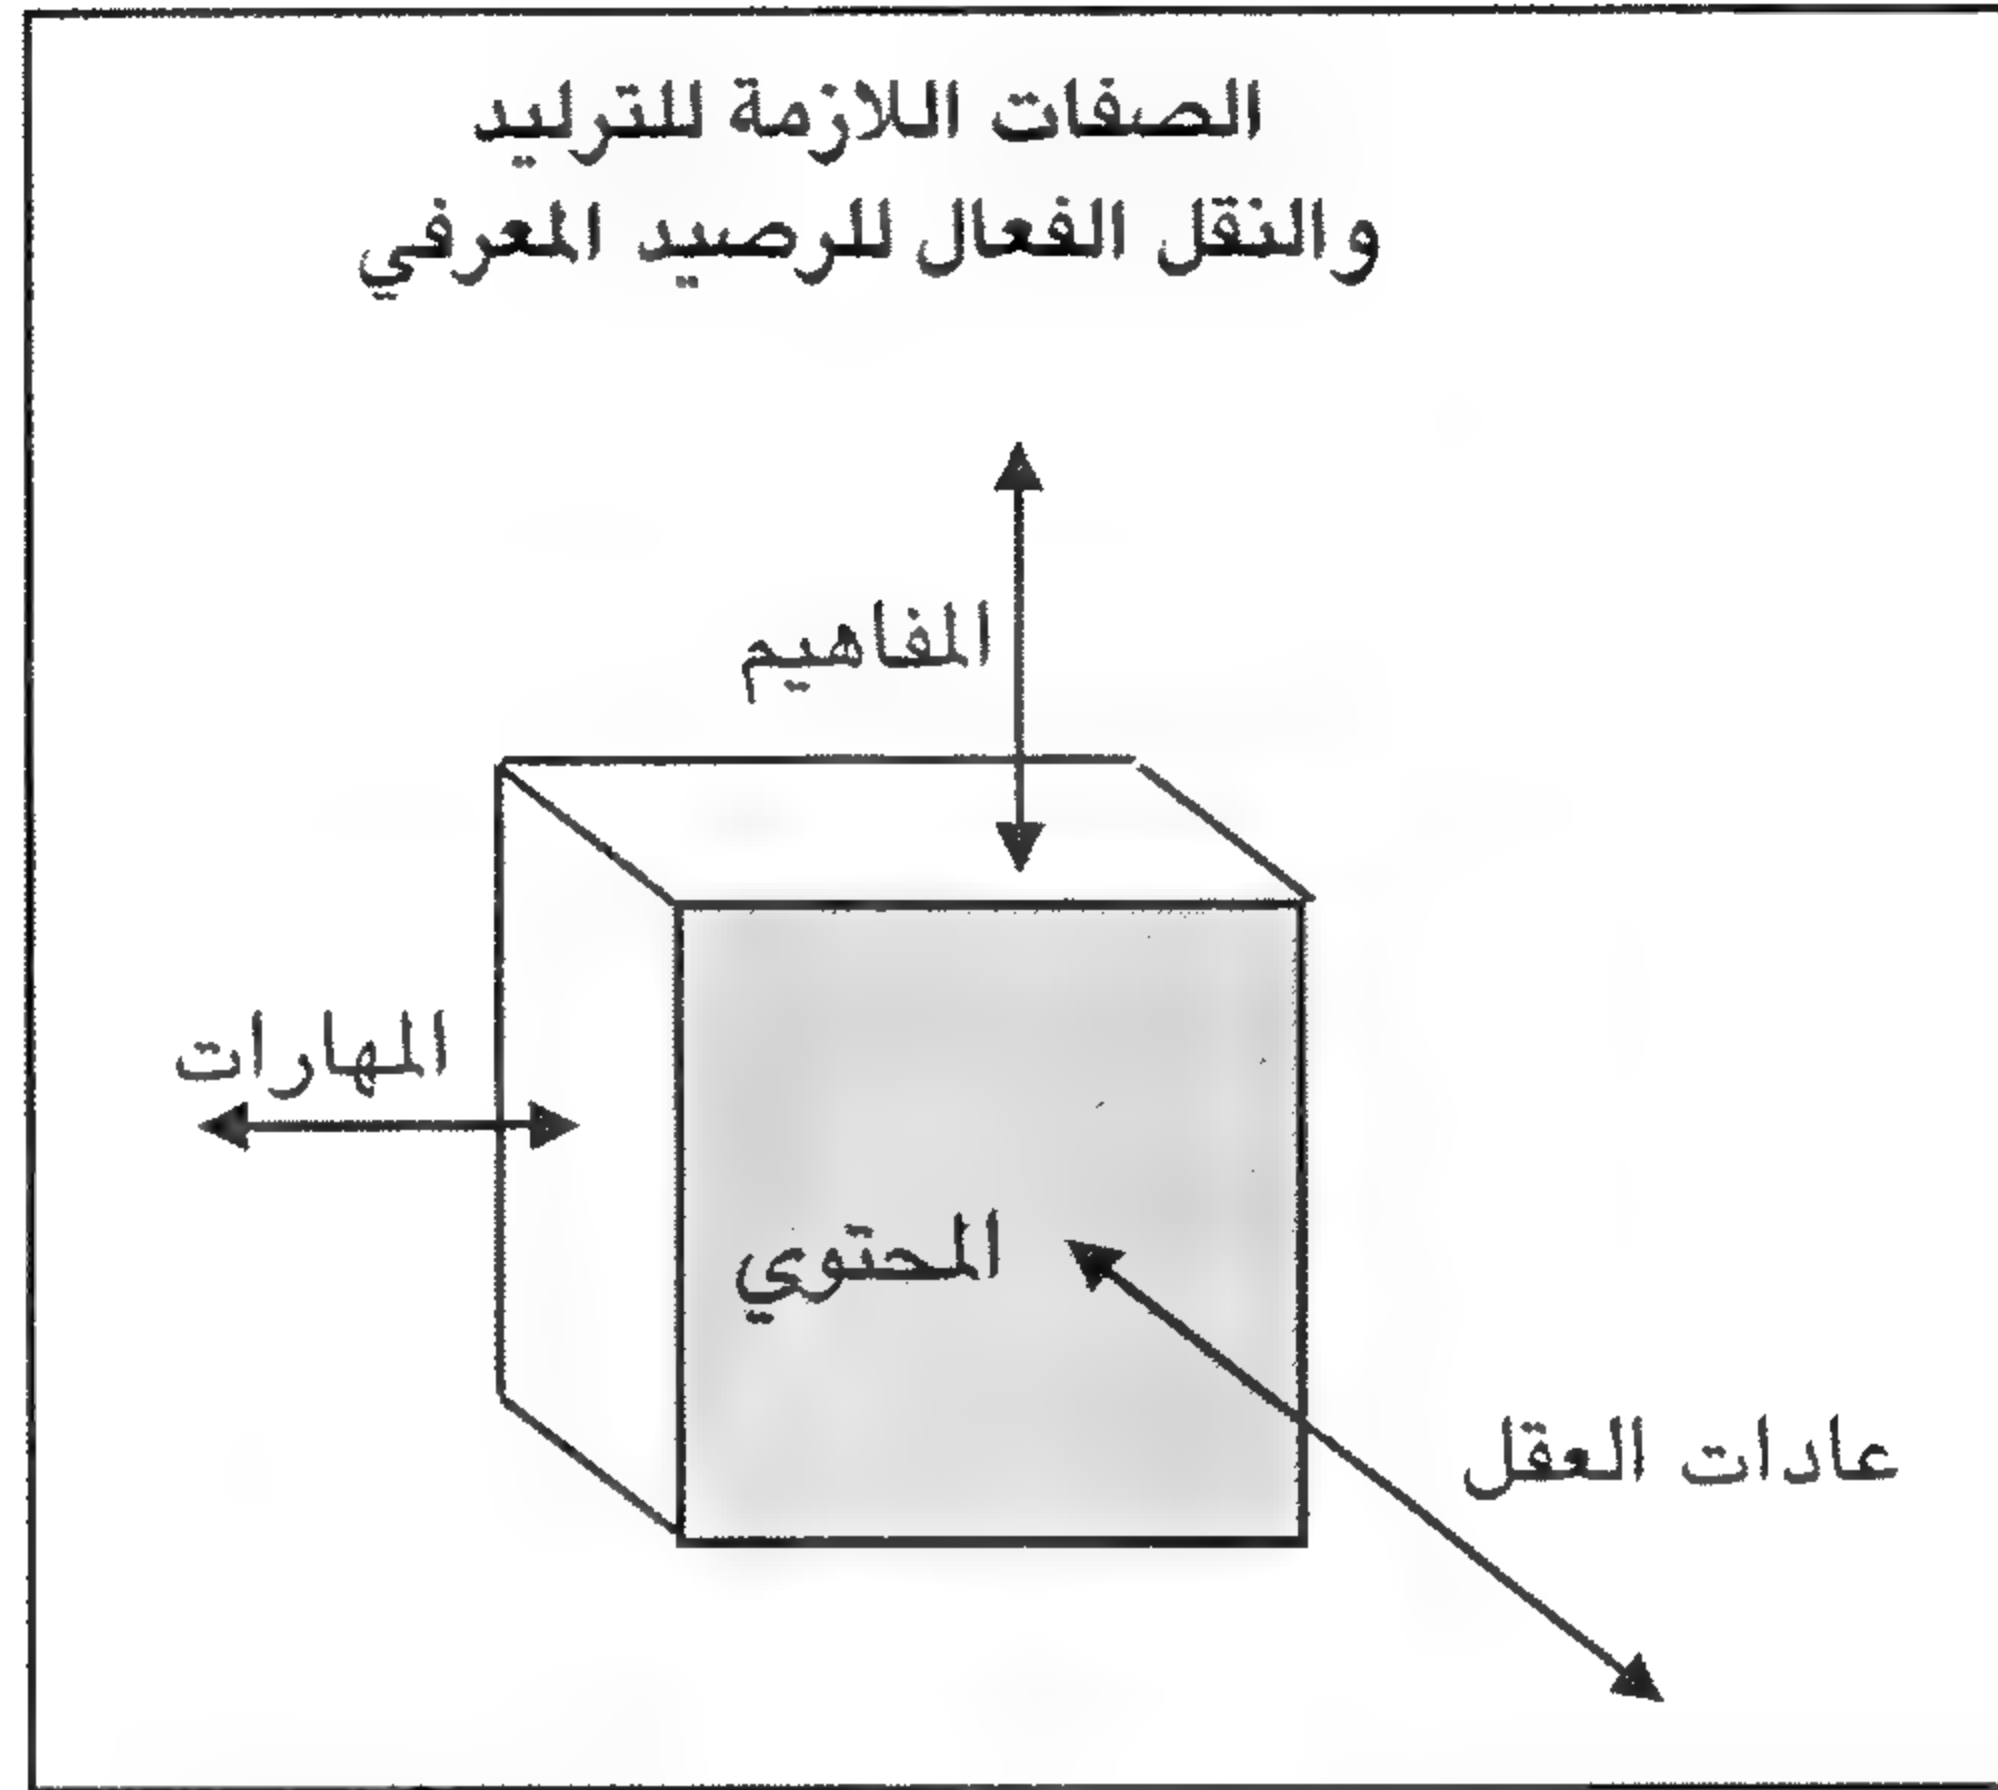 الصفات اللازمة للترليد
والنقل الفعال للرصيد المعرفي
المفاهيم
المهارات
المحتوي
عادات العقل